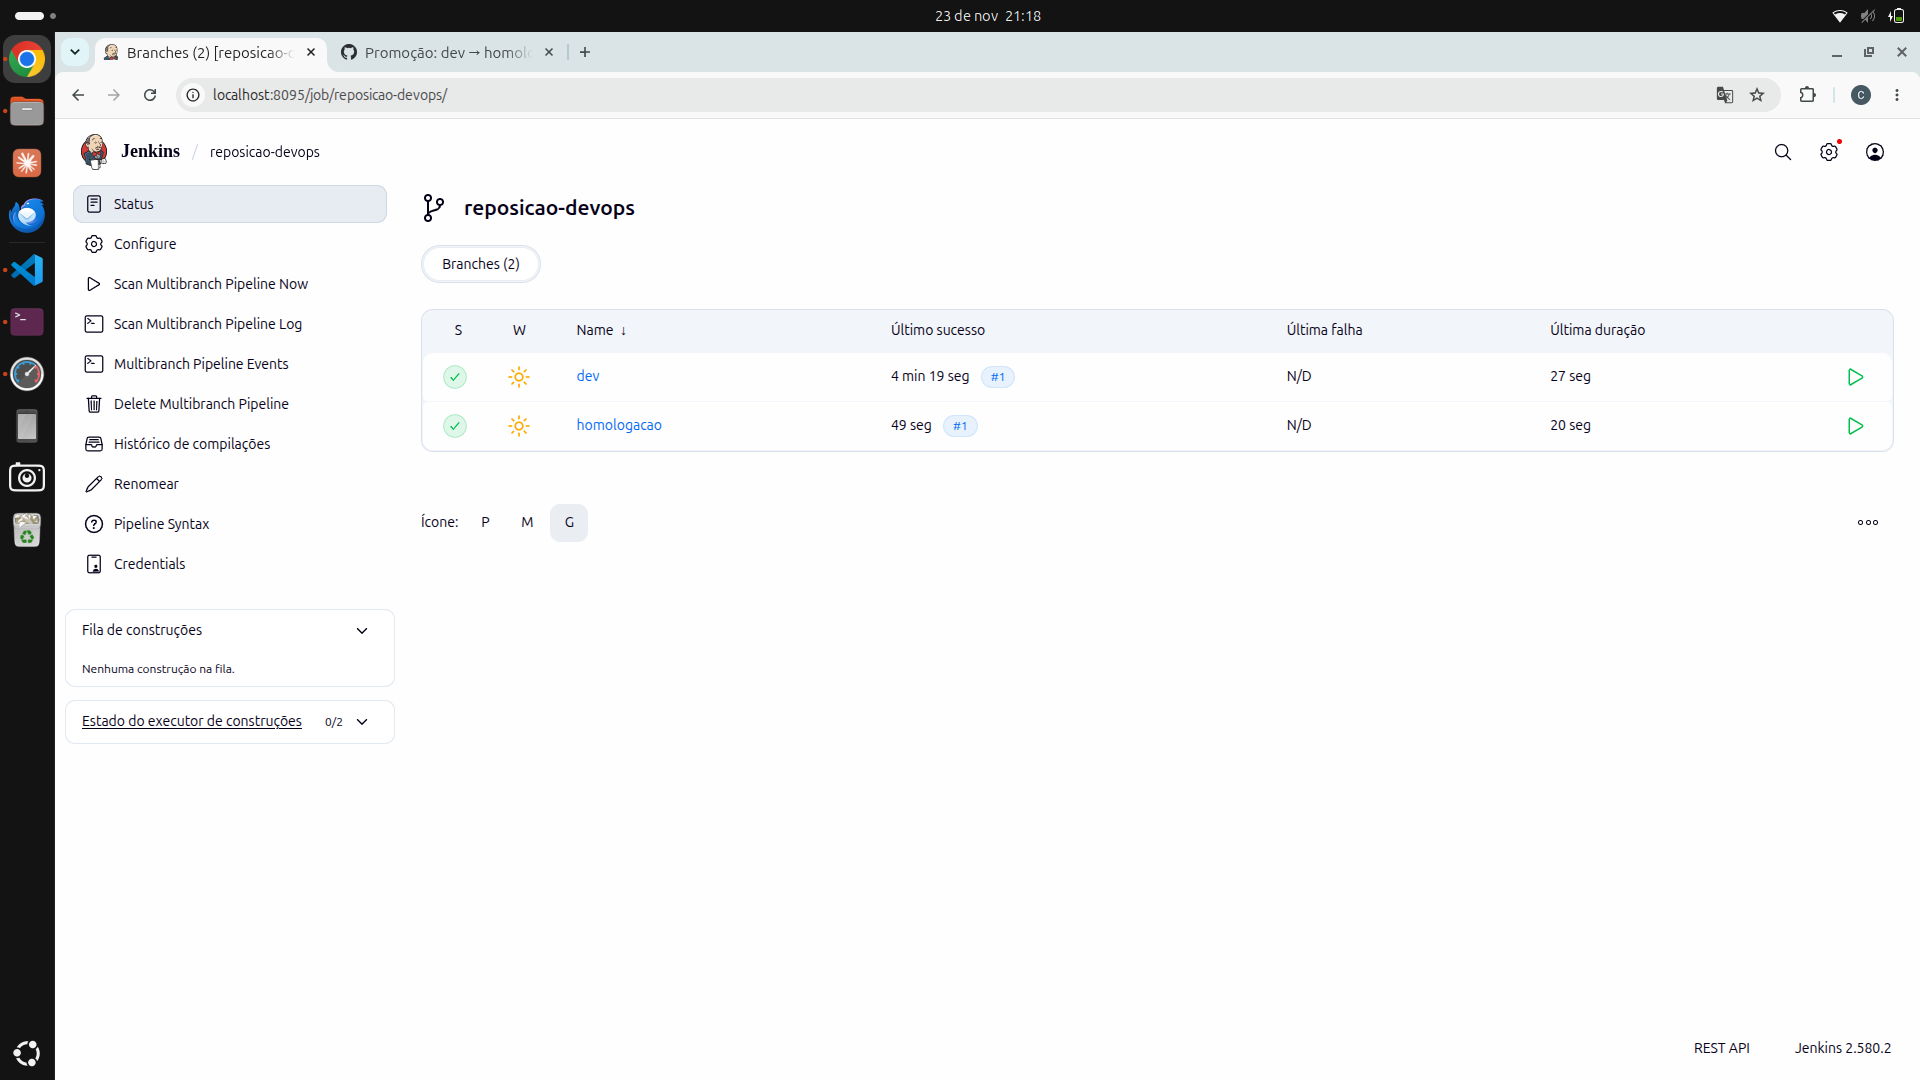 23 de nov 21:18
Branches (2) [reposicao-d
Promoção: dev → homolo
localhost:8095/job/reposicao-devops/
C
Jenkins / reposicao-devops
Status
Configure
Scan Multibranch Pipeline Now
Scan Multibranch Pipeline Log
Multibranch Pipeline Events
Delete Multibranch Pipeline
Histórico de compilações
Renomear
Pipeline Syntax
Credentials
Fila de construções
Nenhuma construção na fila.
Estado do executor de construções 0/2
reposicao-devops
Branches (2)
S W Name ↓ Último sucesso Última falha Última duração
dev 4 min 19 seg #1 N/D 27 seg
homologacao 49 seg #1 N/D 20 seg
Ícone: P M G
REST API Jenkins 2.580.2